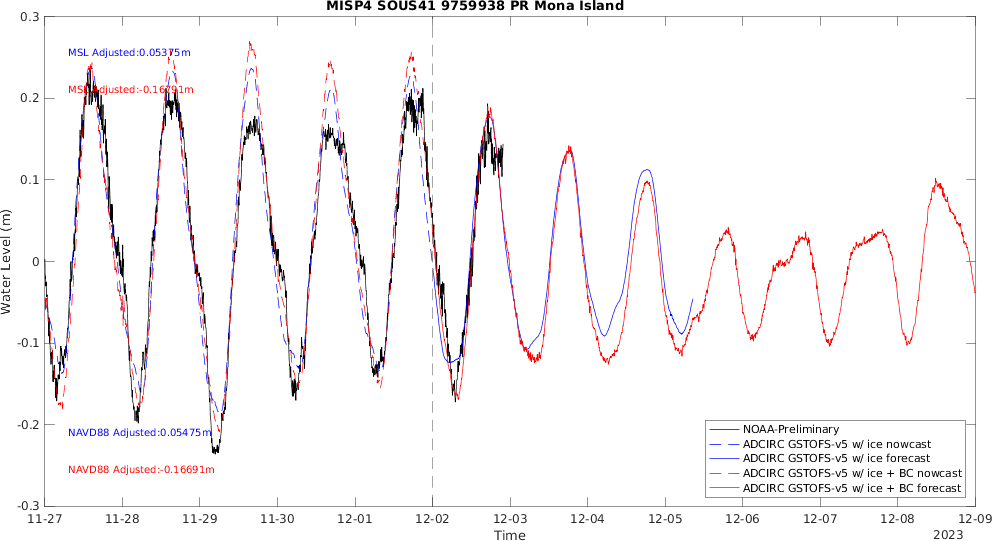 MISP4 SOUS41 9759938 PR Mona Island
0.3
0.2
0.1
0
-0.1
-0.2
-0.3
Water Level (m)
MSL Adjusted:0.05375m
MSL Adjusted:-0.16791m
NAVD88 Adjusted:0.05475m
NAVD88 Adjusted:-0.16691m
NOAA-Preliminary
ADCIRC GSTOFS-v5 w/ ice nowcast
ADCIRC GSTOFS-v5 w/ ice forecast
ADCIRC GSTOFS-v5 w/ ice + BC nowcast
ADCIRC GSTOFS-v5 w/ ice + BC forecast
11-27 11-28 11-29 11-30 12-01 12-02 12-03 12-04 12-05 12-06 12-07 12-08 12-09
Time
2023